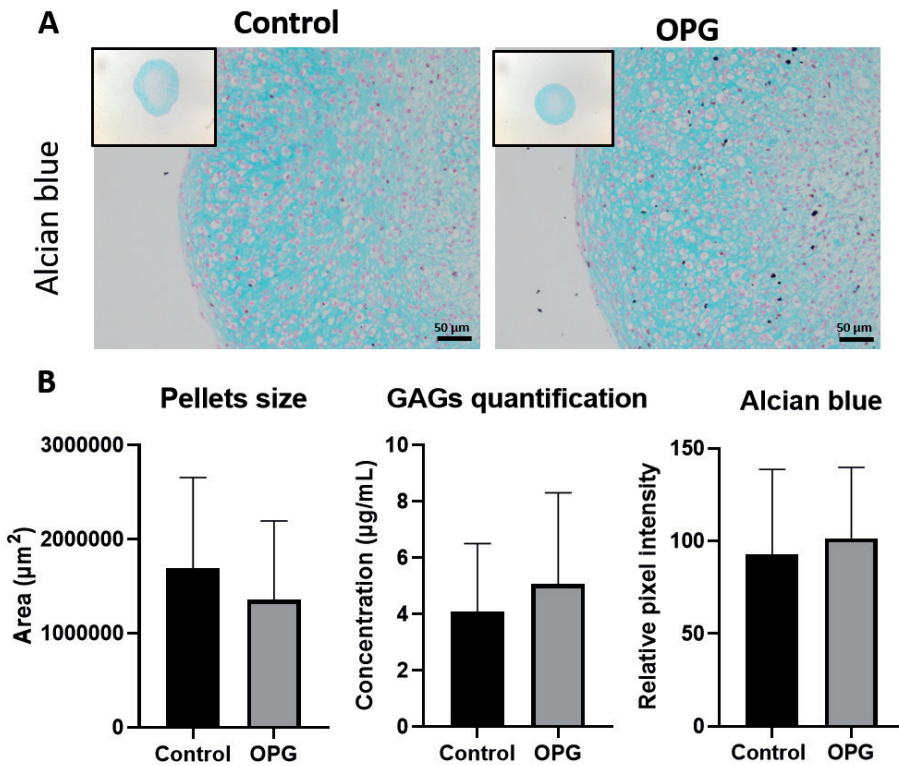 A
Control
OPG
Alcian blue
50 µm
50 µm
B
Pellets size
GAGs quantification
Alcian blue
Area (µm²)
3000000
2000000
1000000
0
Control
OPG
Concentration (µg/mL)
10
8
6
4
2
0
Control
OPG
Relative pixel intensity
150
100
50
0
Control
OPG